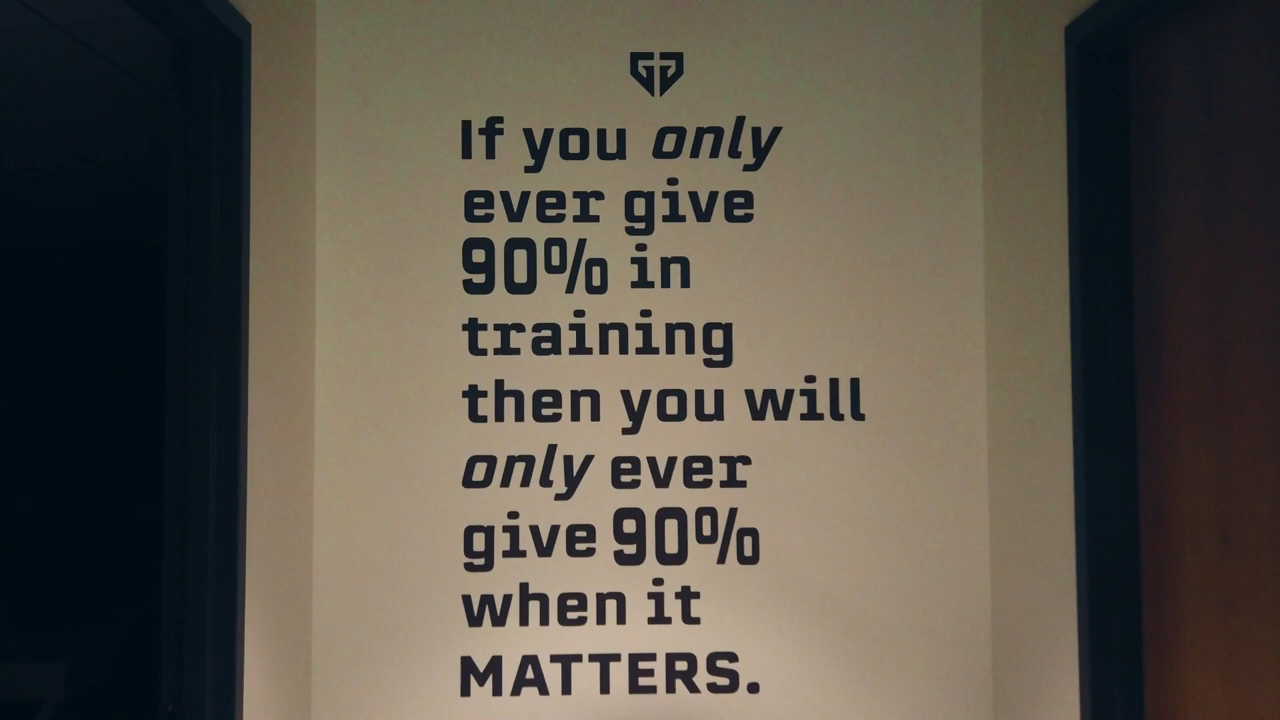 If you only
ever give
90% in
training
then you will
only ever
give 90%
when it
MATTERS.